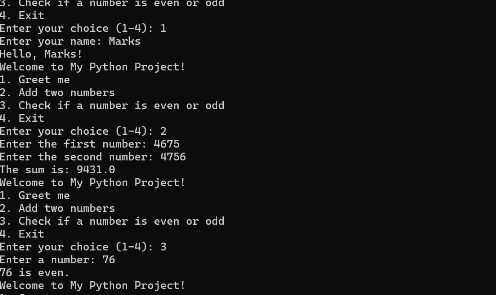 3. Check if a number is even or odd
4. Exit
Enter your choice (1-4): 1
Enter your name: Marks
Hello, Marks!
Welcome to My Python Project!
1. Greet me
2. Add two numbers
3. Check if a number is even or odd
4. Exit
Enter your choice (1-4): 2
Enter the first number: 4675
Enter the second number: 4756
The sum is: 9431.0
Welcome to My Python Project!
1. Greet me
2. Add two numbers
3. Check if a number is even or odd
4. Exit
Enter your choice (1-4): 3
Enter a number: 76
76 is even.
Welcome to My Python Project!